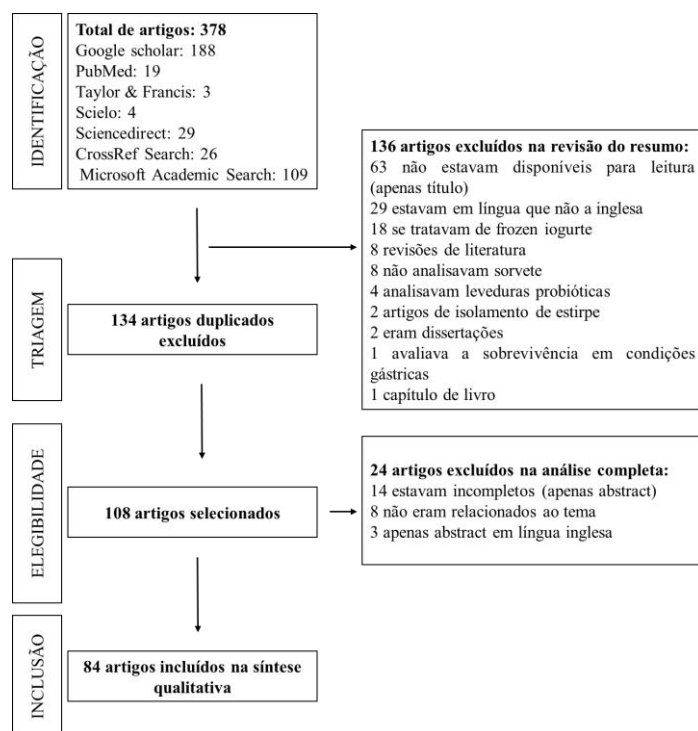 IDENTIFICAÇÃO
Total de artigos: 378
Google scholar: 188
PubMed: 19
Taylor & Francis: 3
Scielo: 4
Sciencedirect: 29
CrossRef Search: 26
Microsoft Academic Search: 109
136 artigos excluídos na revisão do resumo:
63 não estavam disponíveis para leitura
(apenas título)
29 estavam em língua que não a inglesa
18 se tratavam de frozen iogurte
8 revisões de literatura
8 não analisavam sorvete
4 analisavam leveduras probióticas
2 artigos de isolamento de estirpe
2 eram dissertações
1 avaliava a sobrevivência em condições
gástricas
1 capítulo de livro
TRIAGEM
134 artigos duplicados
excluídos
ELEGIBILIDADE
108 artigos selecionados
24 artigos excluídos na análise completa:
14 estavam incompletos (apenas abstract)
8 não eram relacionados ao tema
3 apenas abstract em língua inglesa
INCLUSÃO
84 artigos incluídos na síntese
qualitativa